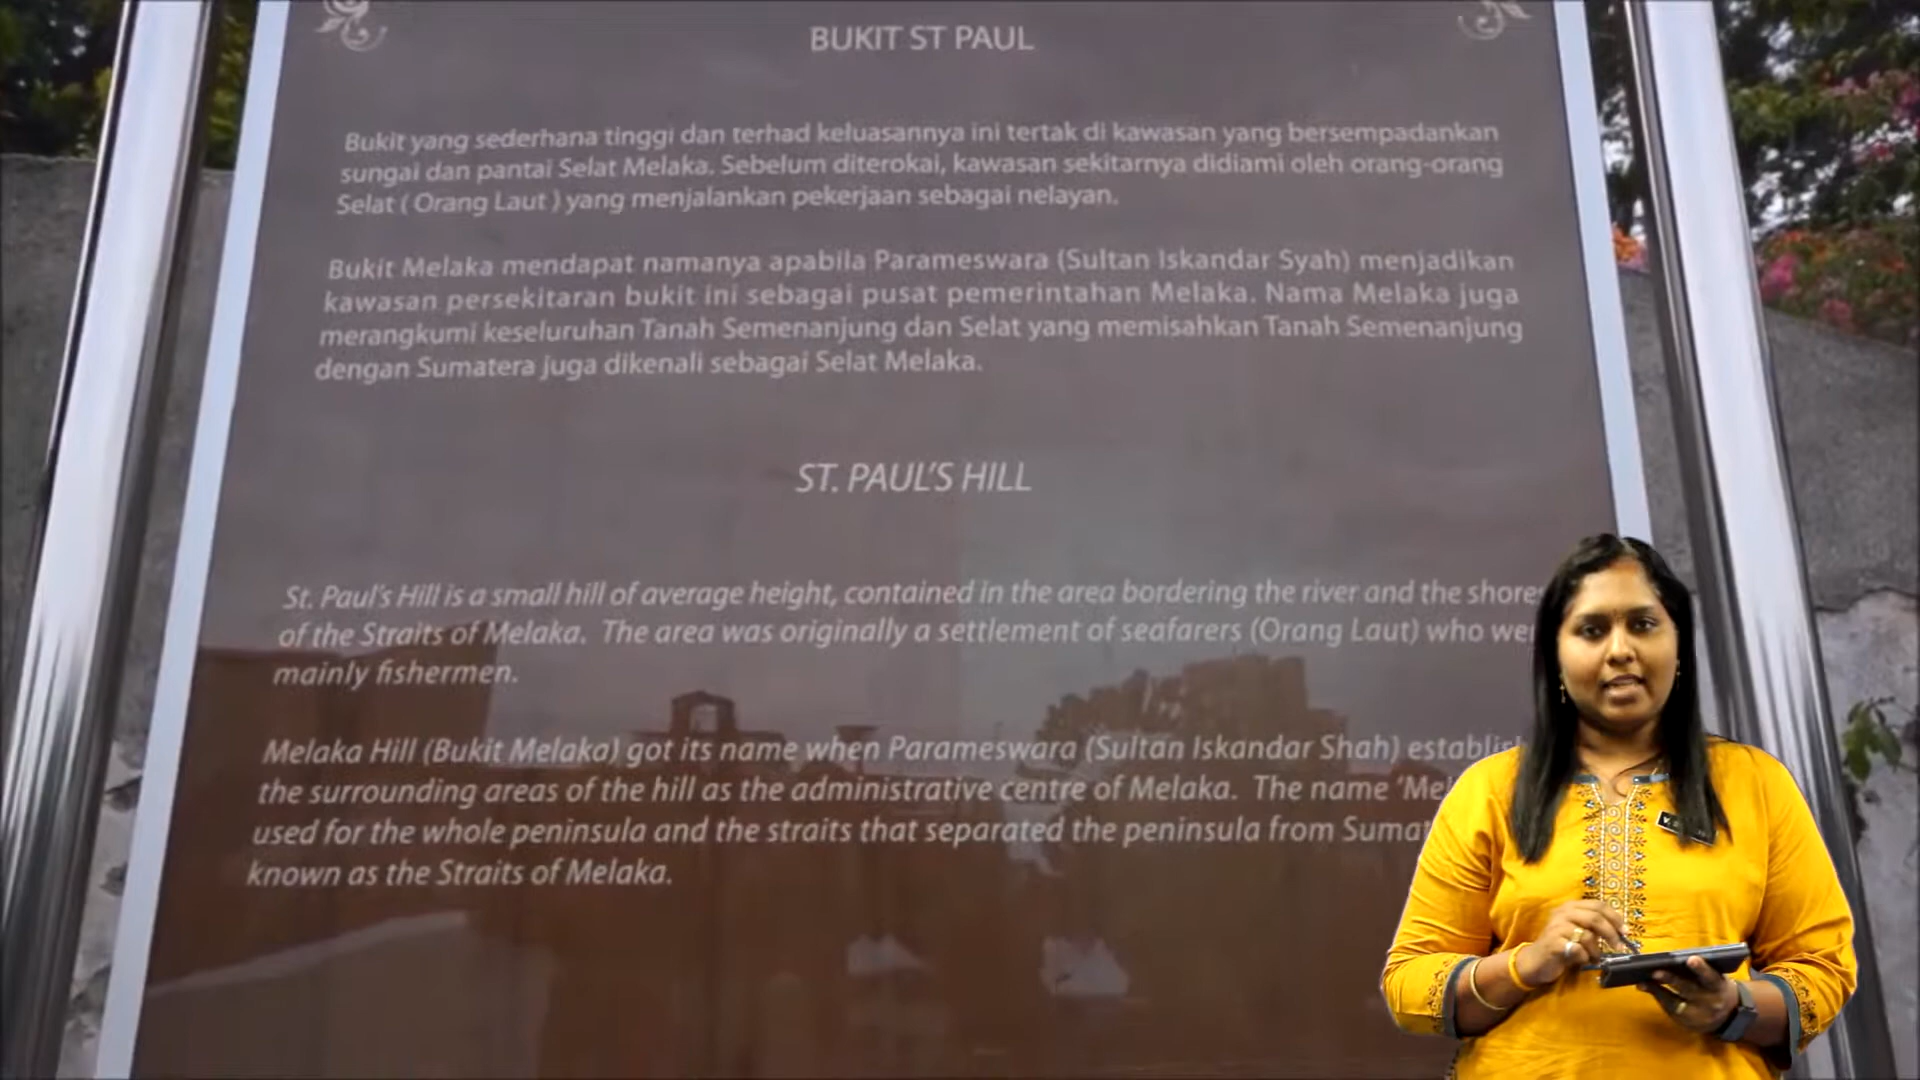 BUKIT ST PAUL
Bukit yang sederhana tinggi dan terhad keluasannya ini tertak di kawasan yang bersempadankan
sungai dan pantai Selat Melaka. Sebelum diterokai, kawasan sekitarnya didiami oleh orang-orang
Selat ( Orang Laut ) yang menjalankan pekerjaan sebagai nelayan.
Bukit Melaka mendapat namanya apabila Parameswara (Sultan Iskandar Syah) menjadikan
kawasan persekitaran bukit ini sebagai pusat pemerintahan Melaka. Nama Melaka juga
merangkumi keseluruhan Tanah Semenanjung dan Selat yang memisahkan Tanah Semenanjung
dengan Sumatera juga dikenali sebagai Selat Melaka.
ST. PAUL'S HILL
St. Paul's Hill is a small hill of average height, contained in the area bordering the river and the shore
of the Straits of Melaka. The area was originally a settlement of seafarers (Orang Laut) who
mainly fishermen.
Melaka Hill (Bukit Melaka) got its name when Parameswara (Sultan Iskandar Shah)
the surrounding areas of the hill as the administrative centre of Melaka. The name
used for the whole peninsula and the straits that separated the peninsula from
known as the Straits of Melaka.